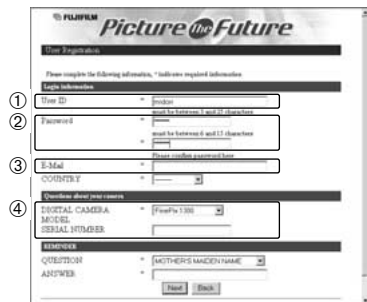 FUJIFILM
Picture the Future
User Registration
Please complete the following information, * indicates required information
Login information
① User ID * midori
must be between 3 and 25 characters
② Password *
must be between 6 and 15 characters
*
Please confirm password here
③ E-Mail *
COUNTRY * --------
Questions about your camera
④ DIGITAL CAMERA * FinePix 1300
MODEL
SERIAL NUMBER
REMINDER
QUESTION * MOTHER'S MAIDEN NAME
ANSWER *
Next Back